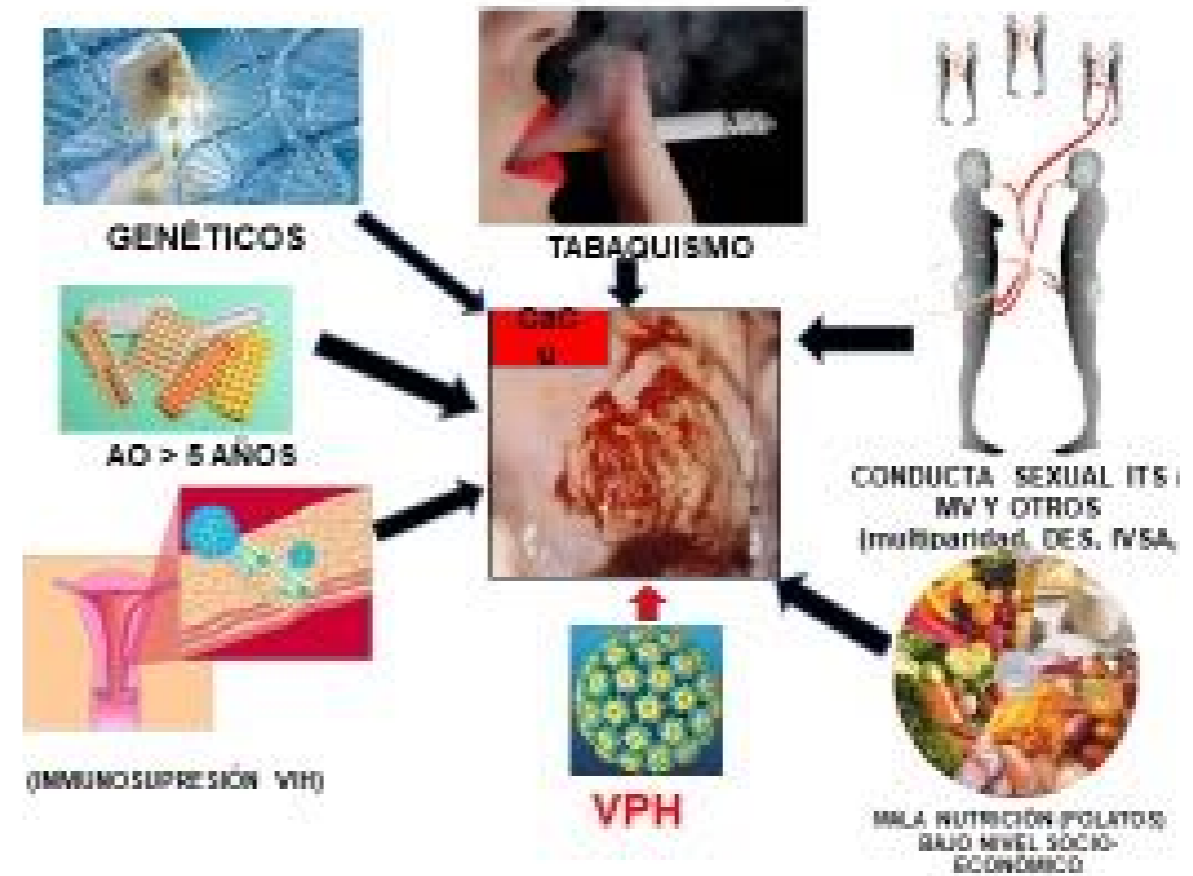 GENÉTICOS
TABAQUISMO
CaC
u
AO > 5 AÑOS
CONDUCTA SEXUAL ITS
MV Y OTROS
(multiparidad, DES, IVSA,
(INMUNOSUPRESIÓN VIH)
VPH
MALA NUTRICIÓN (FOLATOS)
BAJO NIVEL SOCIO-
ECONÓMICO